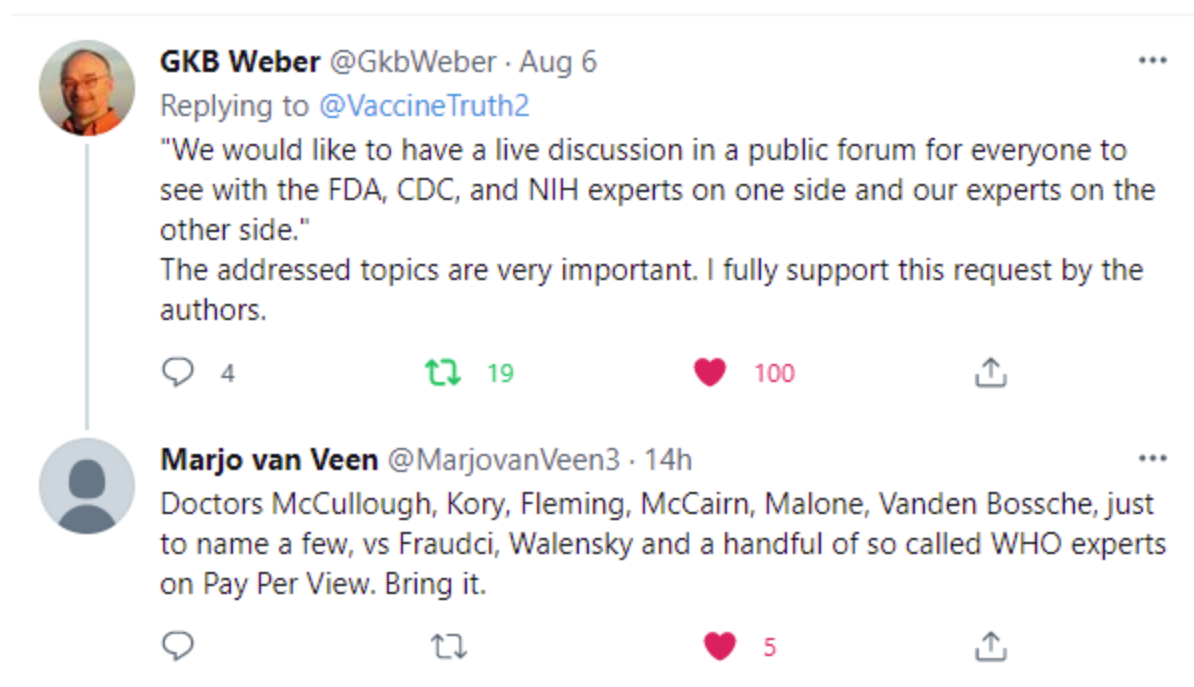 GKB Weber @GkbWeber · Aug 6
Replying to @VaccineTruth2
"We would like to have a live discussion in a public forum for everyone to
see with the FDA, CDC, and NIH experts on one side and our experts on the
other side."
The addressed topics are very important. I fully support this request by the
authors.
4 19 100
Marjo van Veen @MarjovanVeen3 · 14h
Doctors McCullough, Kory, Fleming, McCairn, Malone, Vanden Bossche, just
to name a few, vs Fraudci, Walensky and a handful of so called WHO experts
on Pay Per View. Bring it.
5